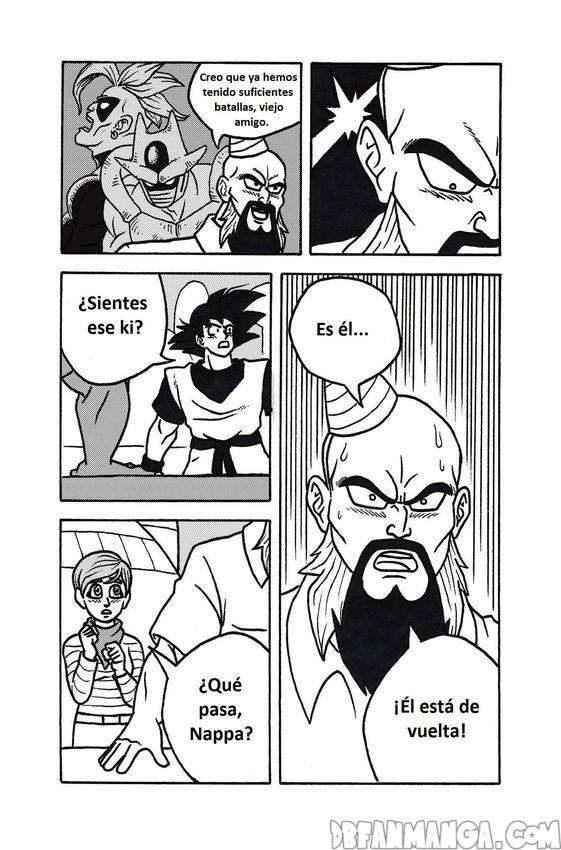 Creo que ya hemos
tenido suficientes
batallas, viejo
amigo.
¿Sientes
ese ki?
Es él...
¿Qué
pasa,
Nappa?
¡Él está de
vuelta!
DBFANMANGA.COM